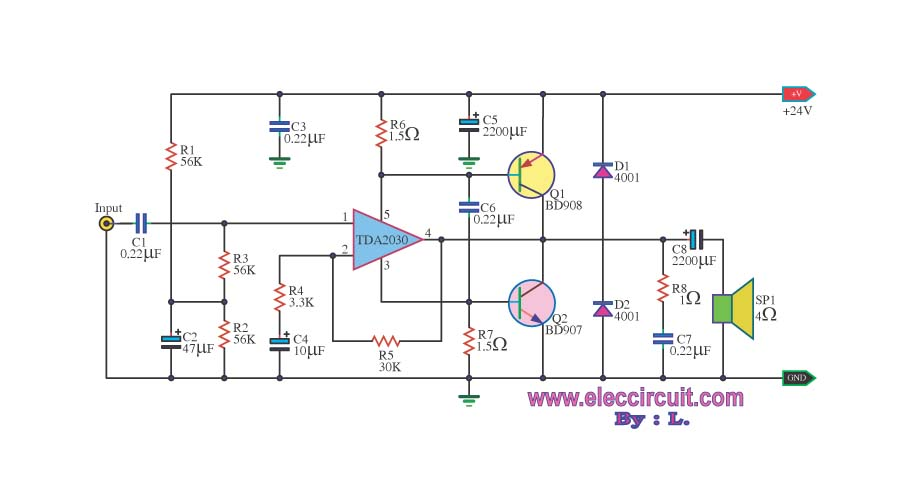 +V
+24V
C3
0.22µF
R6
1.5Ω
C5
2200µF
R1
56K
D1
4001
Q1
BD908
Input
C1
0.22µF
1
5
TDA2030
4
2
3
C6
0.22µF
R3
56K
C8
2200µF
R4
3.3K
R8
1Ω
SP1
4Ω
D2
4001
Q2
BD907
R2
56K
C2
47µF
C4
10µF
R7
1.5Ω
C7
0.22µF
R5
30K
GND
www.eleccircuit.com
By : L.